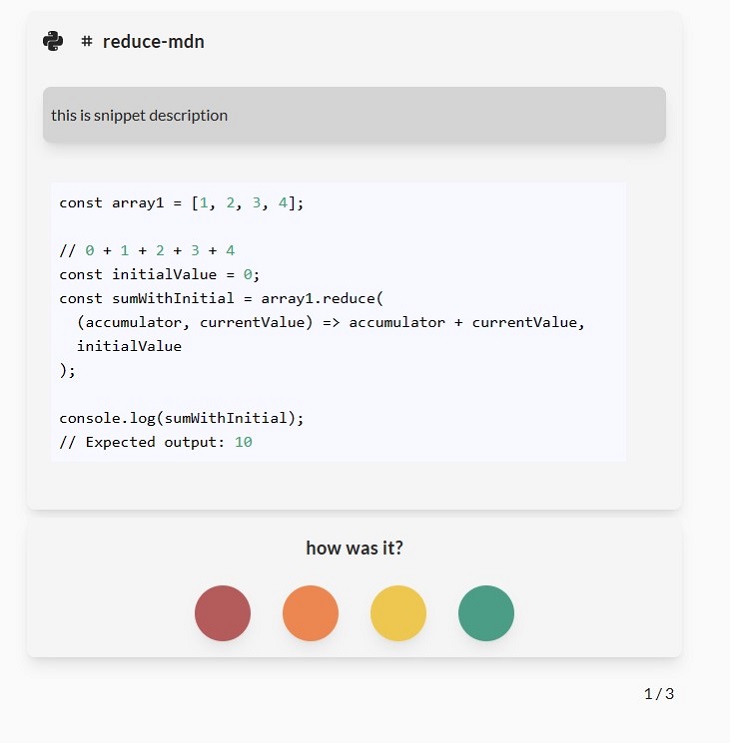 # reduce-mdn
this is snippet description
const array1 = [1, 2, 3, 4];
// 0 + 1 + 2 + 3 + 4
const initialValue = 0;
const sumWithInitial = array1.reduce(
  (accumulator, currentValue) => accumulator + currentValue,
  initialValue
);
console.log(sumWithInitial);
// Expected output: 10
how was it?
1 / 3